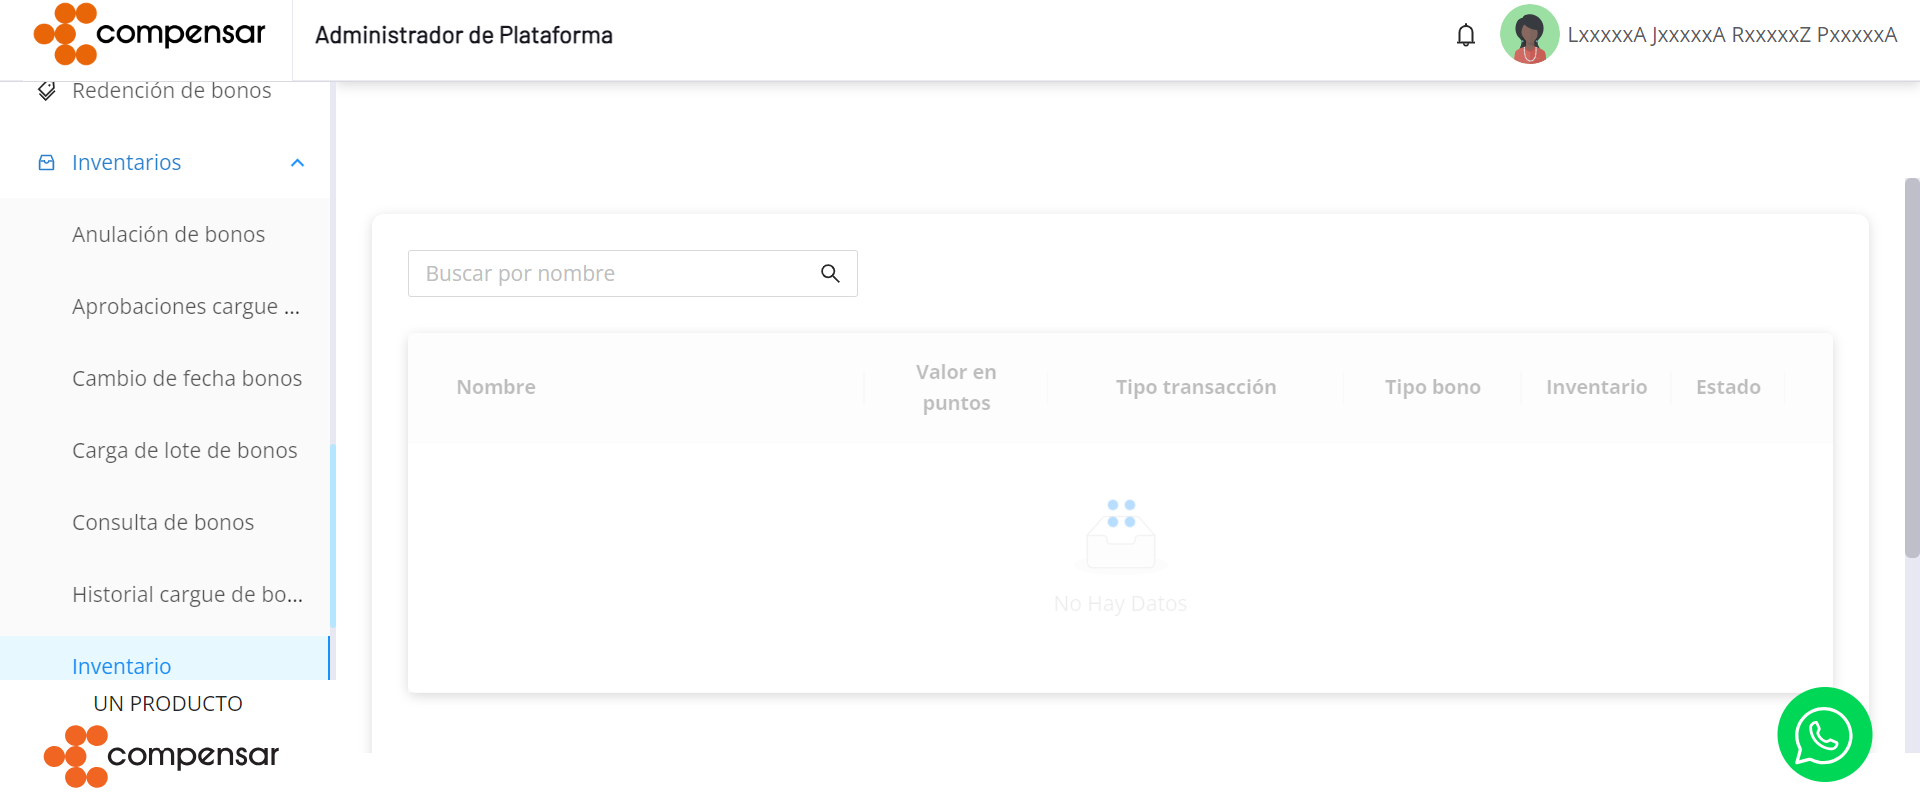 compensar
Administrador de Plataforma
LxxxxxA JxxxxxA RxxxxxZ PxxxxxA
Redención de bonos
Inventarios
Anulación de bonos
Aprobaciones cargue ...
Cambio de fecha bonos
Carga de lote de bonos
Consulta de bonos
Historial cargue de bo...
Inventario
UN PRODUCTO
compensar
Buscar por nombre
Nombre
Valor en
puntos
Tipo transacción
Tipo bono
Inventario
Estado
No Hay Datos